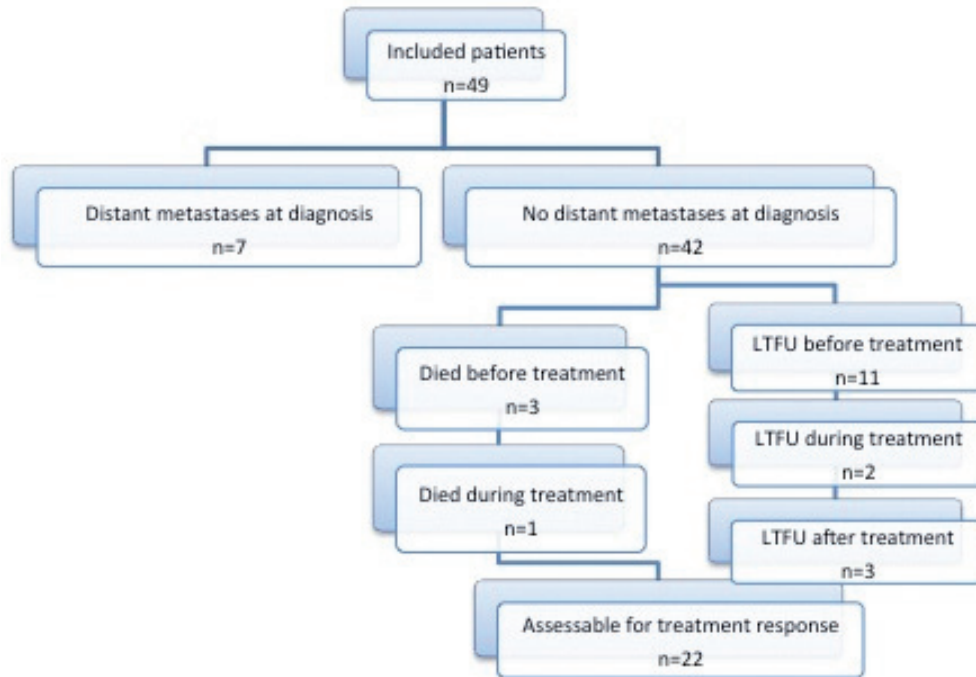 Included patients
n=49
Distant metastases at diagnosis
n=7
No distant metastases at diagnosis
n=42
Died before treatment
n=3
LTFU before treatment
n=11
Died during treatment
n=1
LTFU during treatment
n=2
LTFU after treatment
n=3
Assessable for treatment response
n=22